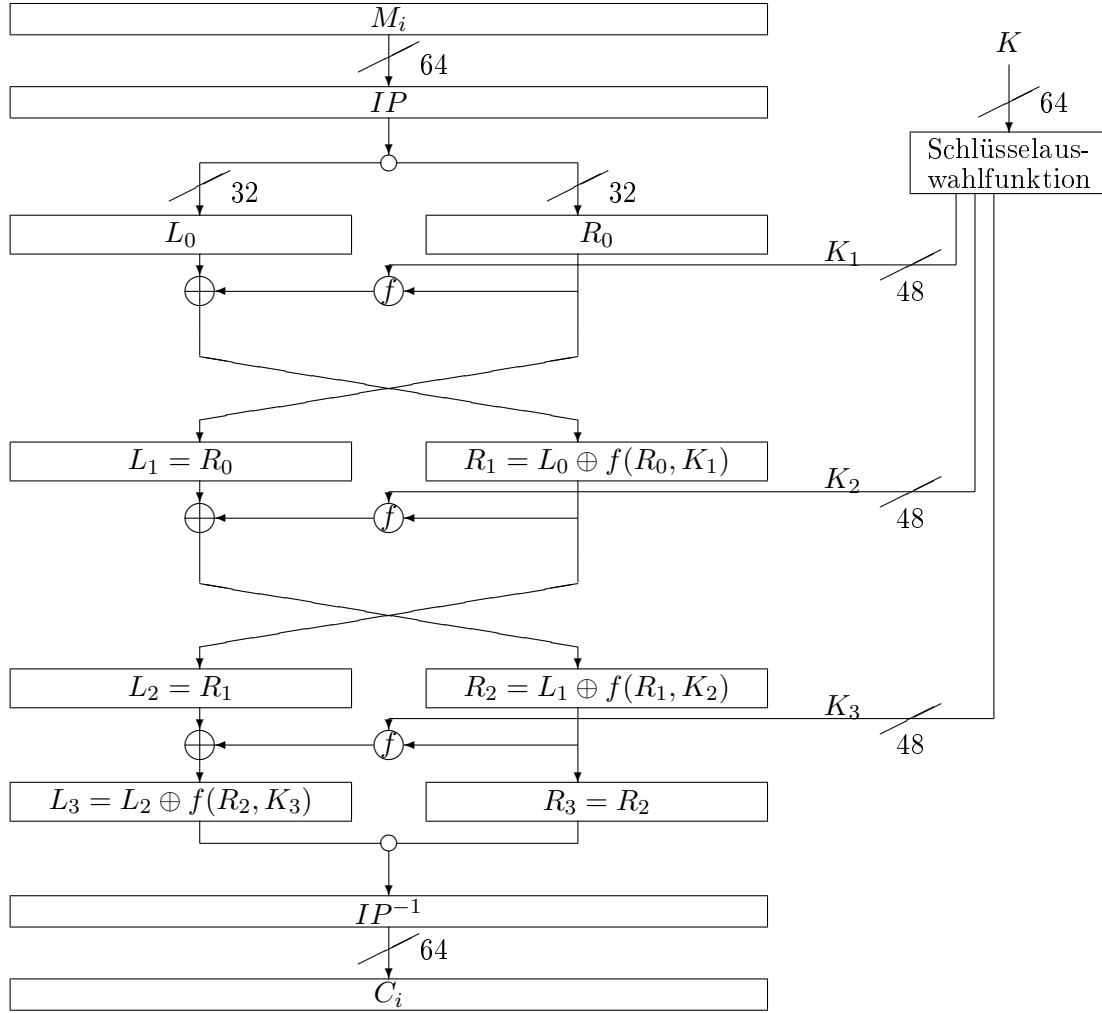 M_i
64
K
64
IP
Schlüsselaus-
wahlfunktion
32
32
L_0
R_0
K_1
48
f
L_1 = R_0
R_1 = L_0 ⊕ f(R_0, K_1)
K_2
48
f
L_2 = R_1
R_2 = L_1 ⊕ f(R_1, K_2)
K_3
48
f
L_3 = L_2 ⊕ f(R_2, K_3)
R_3 = R_2
IP^{-1}
64
C_i